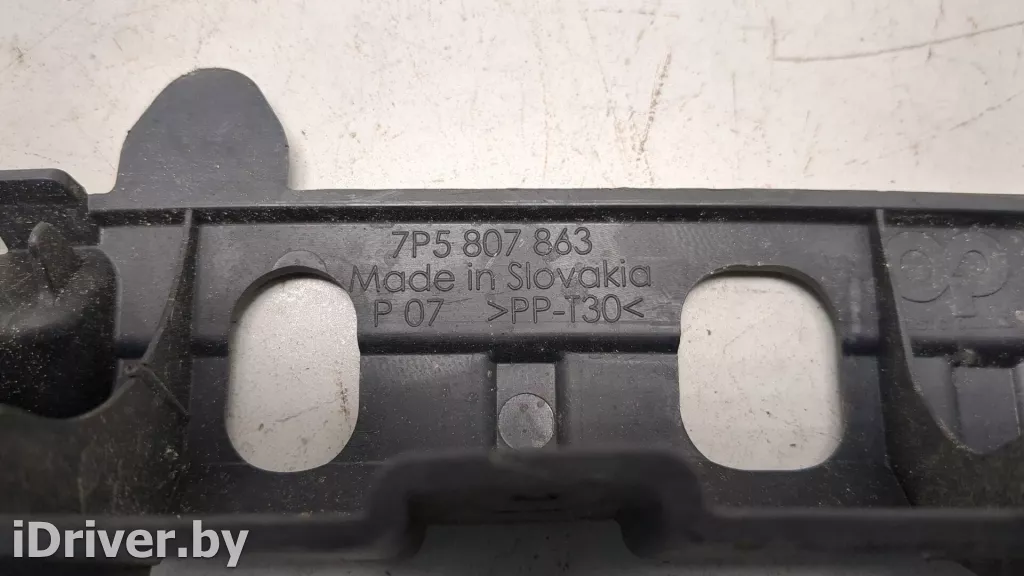 7P5 807 863
Made in Slovakia
P 07 >PP-T30<
iDriver.by